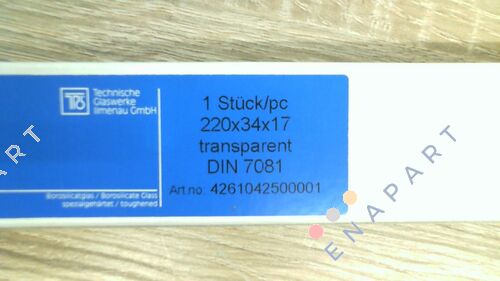 TG
Technische
Glaswerke
Ilmenau GmbH
1 Stück/pc
220x34x17
transparent
DIN 7081
Art.no: 4261042500001
Borosilicatglas / Borosilicate Glass
spezialgehärtet / toughened
ENAPART